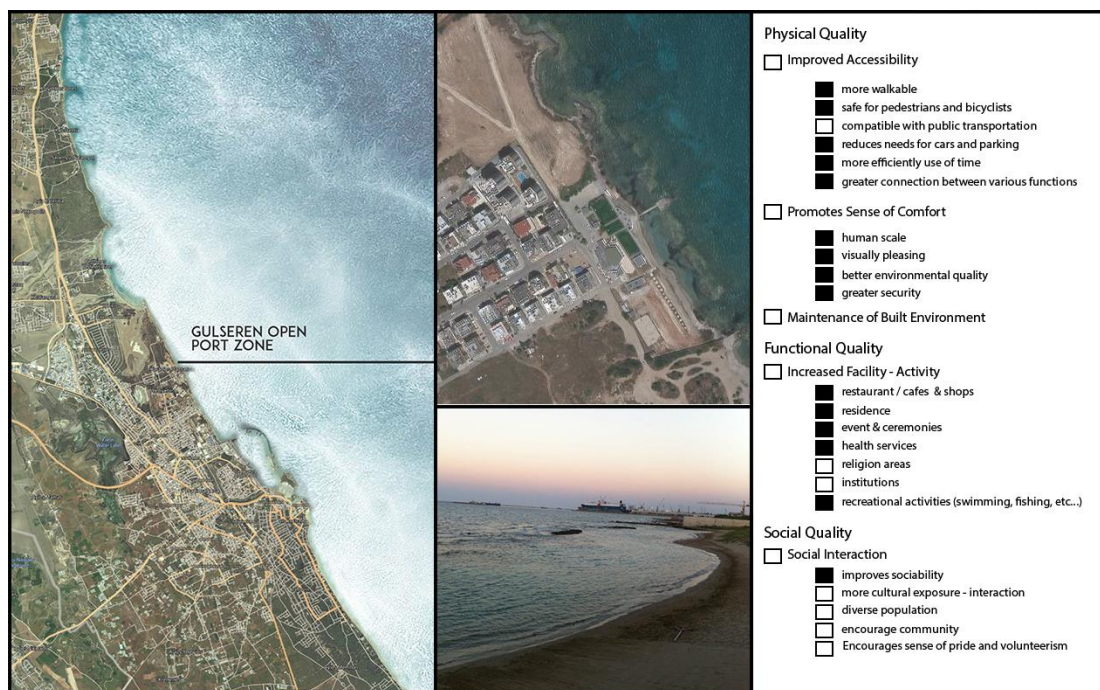 GULSEREN OPEN
PORT ZONE
Physical Quality
Improved Accessibility
more walkable
safe for pedestrians and bicyclists
compatible with public transportation
reduces needs for cars and parking
more efficiently use of time
greater connection between various functions
Promotes Sense of Comfort
human scale
visually pleasing
better environmental quality
greater security
Maintenance of Built Environment
Functional Quality
Increased Facility - Activity
restaurant / cafes & shops
residence
event & ceremonies
health services
religion areas
institutions
recreational activities (swimming, fishing, etc...)
Social Quality
Social Interaction
improves sociability
more cultural exposure - interaction
diverse population
encourage community
Encourages sense of pride and volunteerism